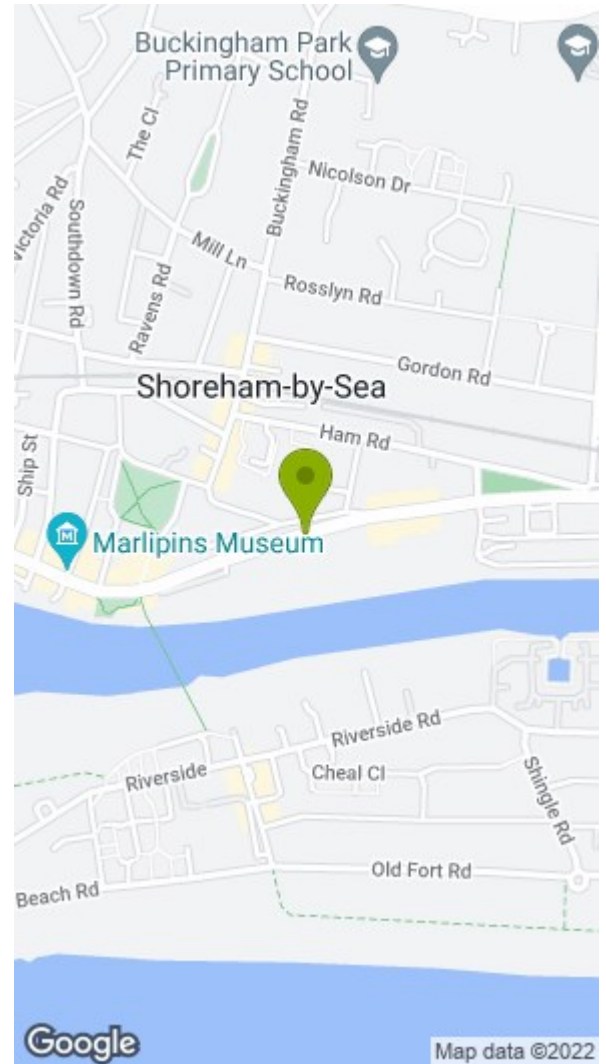 Buckingham Park
Primary School
The Cl
Buckingham Rd
Nicolson Dr
Victoria Rd
Southdown Rd
Mill Ln
Ravens Rd
Rosslyn Rd
Gordon Rd
Shoreham-by-Sea
Ham Rd
Ship St
M
Marlipins Museum
Riverside Rd
Riverside
Cheal Cl
Shingle Rd
Old Fort Rd
Beach Rd
Google
Map data ©2022